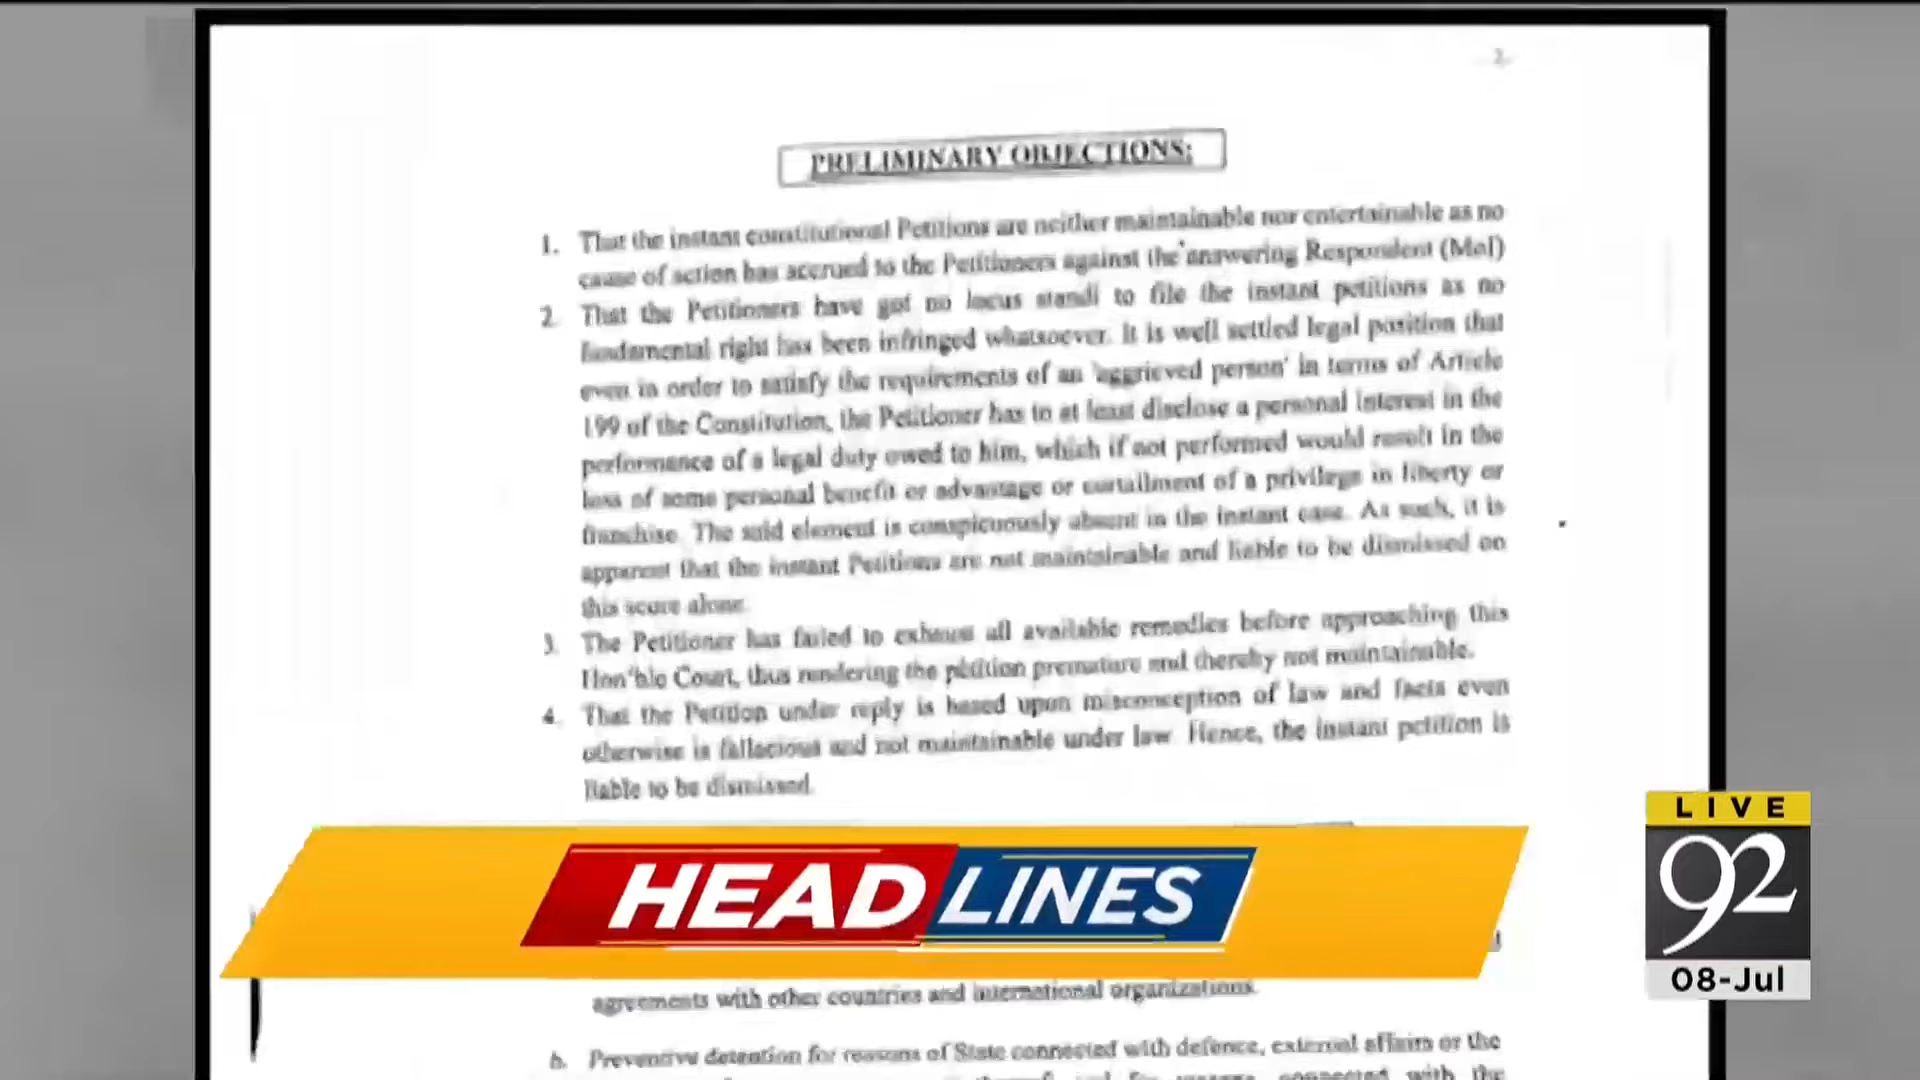 2
PRELIMINARY OBJECTIONS:
1. That the instant constitutional Petitions are neither maintainable nor entertainable as no
cause of action has accrued to the Petitioners against the answering Respondent (MoI)
2. That the Petitioners have got no locus standi to file the instant petitions as no
fundamental right has been infringed whatsoever. It is well settled legal position that
even in order to satisfy the requirements of an 'aggrieved person' in terms of Article
199 of the Constitution, the Petitioner has to at least disclose a personal interest in the
performance of a legal duty owed to him, which if not performed would result in the
loss of some personal benefit or advantage or curtailment of a privilege in liberty or
franchise. The said element is conspicuously absent in the instant case. As such, it is
apparent that the instant Petitions are not maintainable and liable to be dismissed on
this score alone.
3. The Petitioner has failed to exhaust all available remedies before approaching this
Hon'ble Court, thus rendering the petition premature and thereby not maintainable.
4. That the Petition under reply is based upon misconception of law and facts even
otherwise is fallacious and not maintainable under law. Hence, the instant petition is
liable to be dismissed.
HEADLINES
LIVE
92
08-Jul
agreements with other countries and international organizations.
b. Preventive detention for reasons of State connected with defence, external affairs or the
connected with the